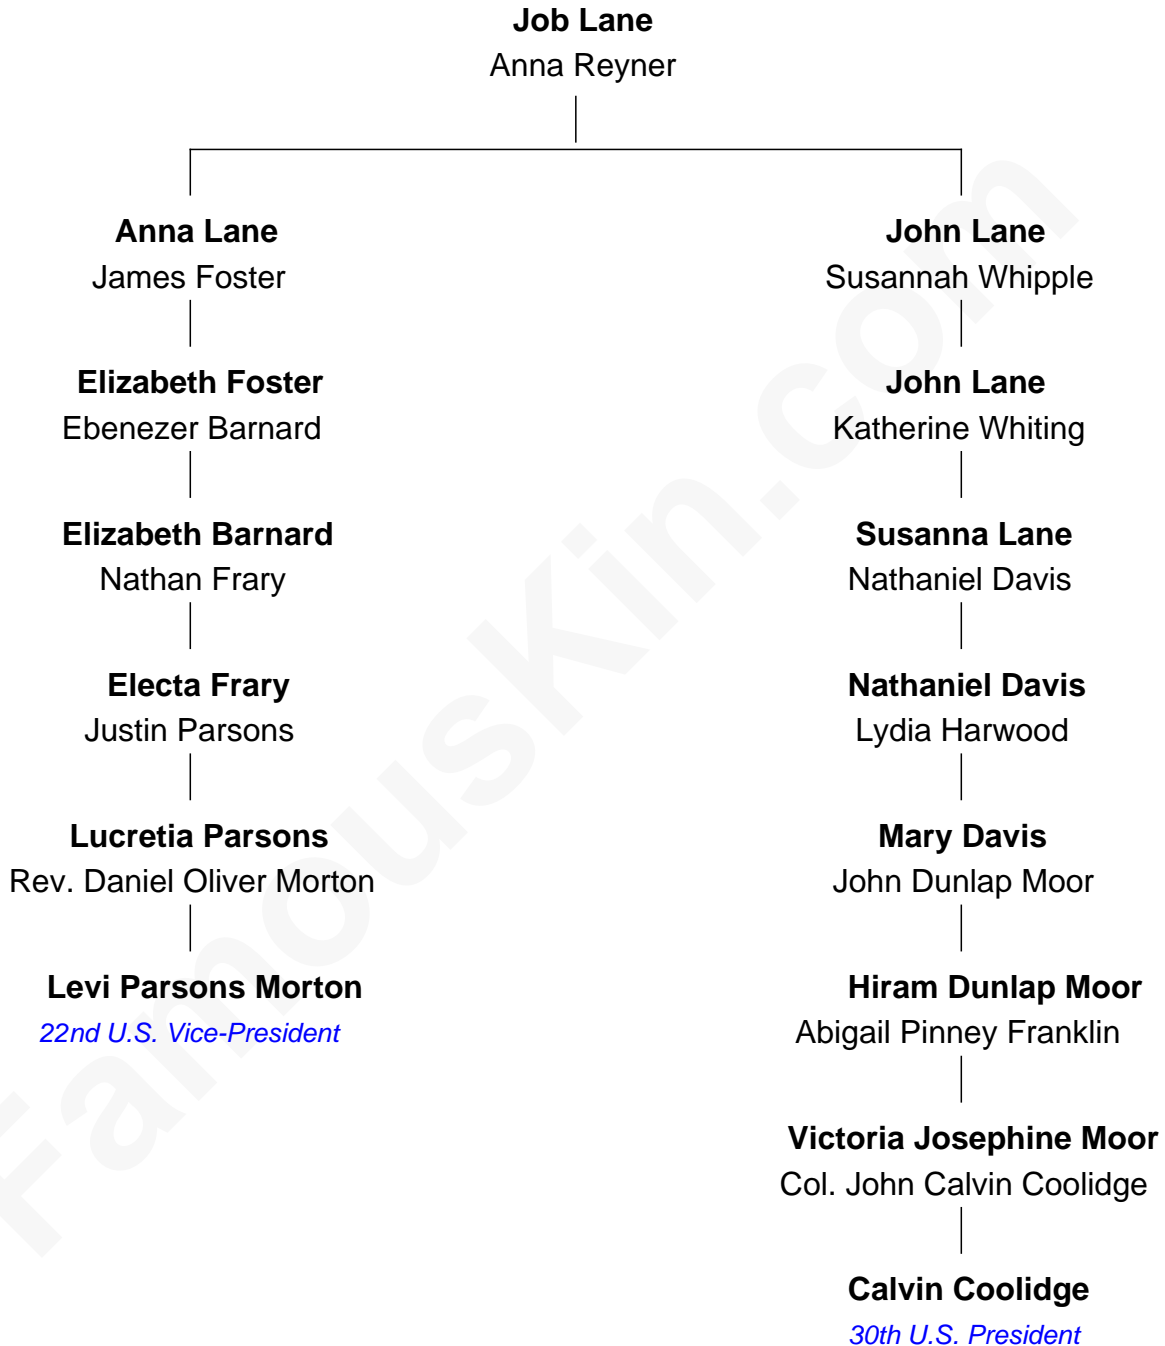 Job Lane
Anna Reyner
Anna Lane
James Foster
John Lane
Susannah Whipple
Elizabeth Foster
Ebenezer Barnard
John Lane
Katherine Whiting
Elizabeth Barnard
Nathan Frary
Susanna Lane
Nathaniel Davis
Electa Frary
Justin Parsons
Nathaniel Davis
Lydia Harwood
Lucretia Parsons
Rev. Daniel Oliver Morton
Mary Davis
John Dunlap Moor
Levi Parsons Morton
22nd U.S. Vice-President
Hiram Dunlap Moor
Abigail Pinney Franklin
Victoria Josephine Moor
Col. John Calvin Coolidge
Calvin Coolidge
30th U.S. President
FamousKin.com